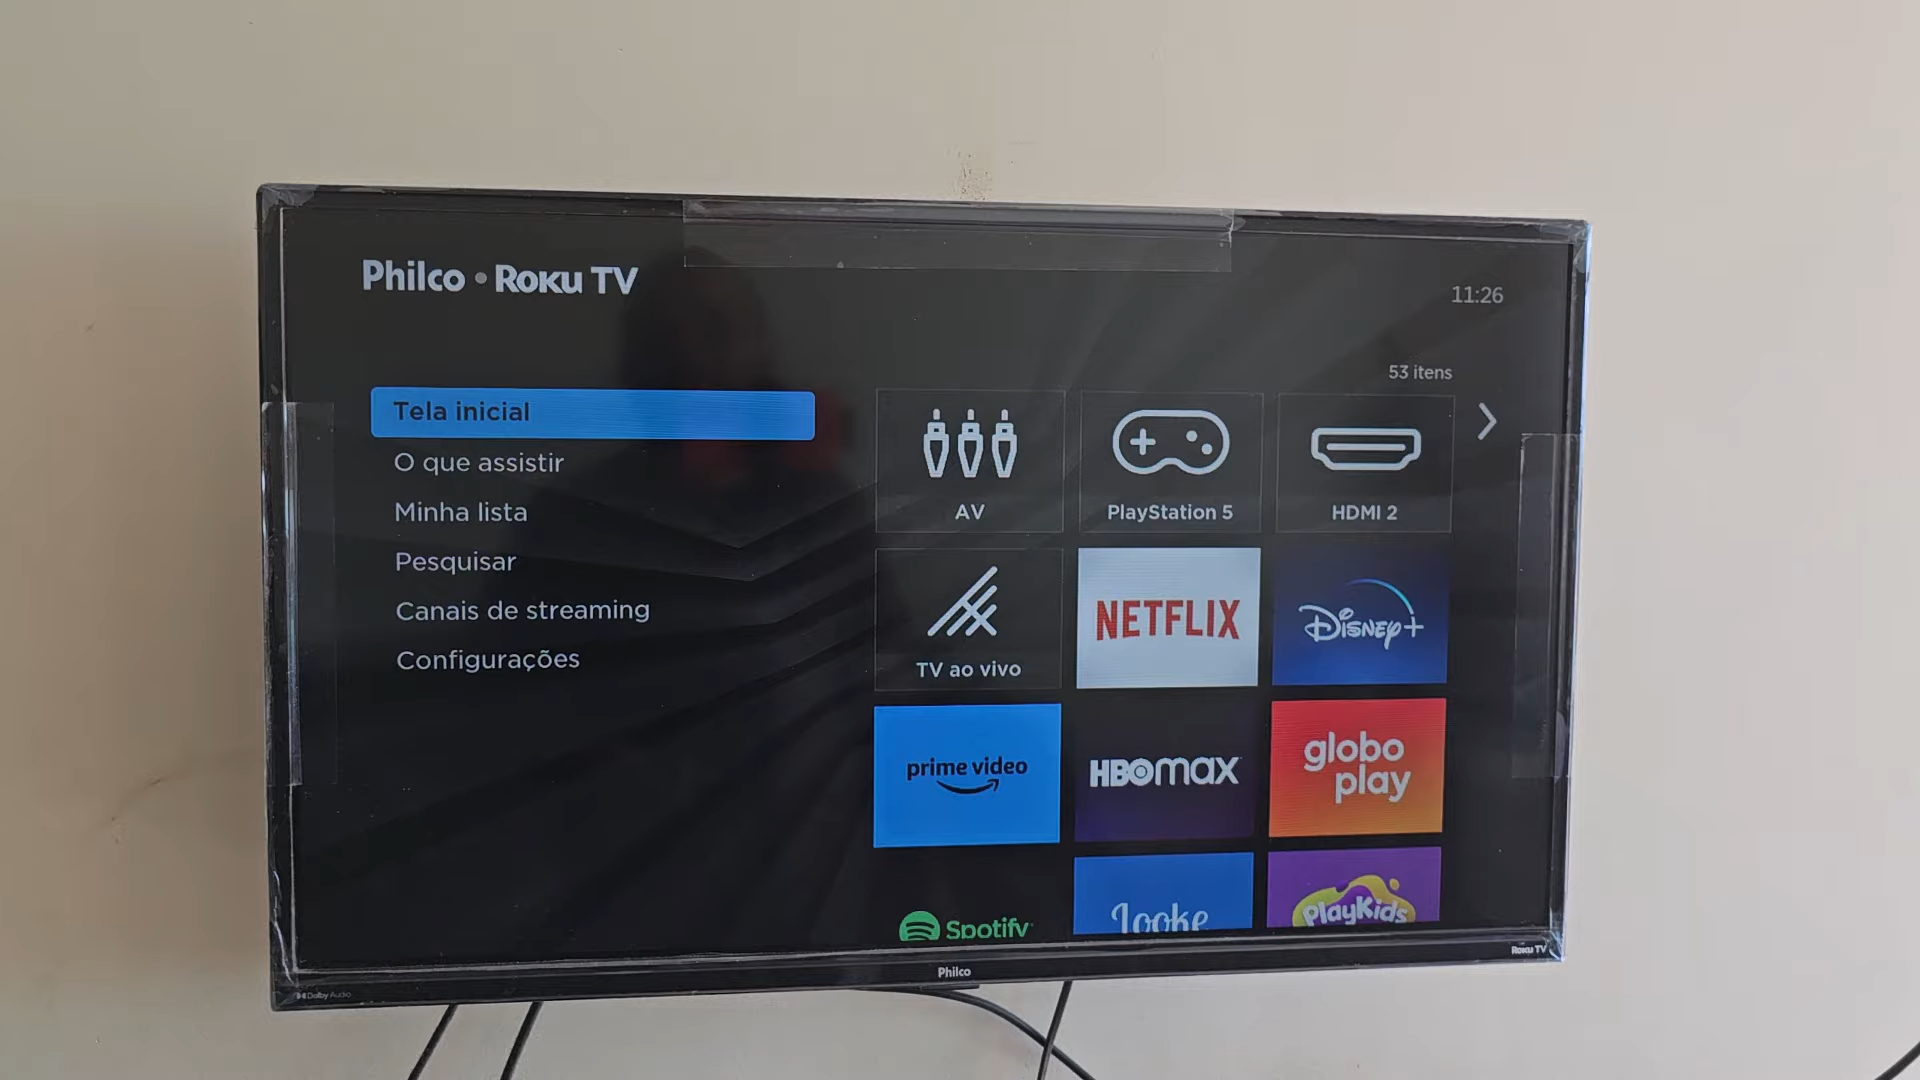 Philco • Roku TV
11:26
53 itens
Tela inicial
O que assistir
Minha lista
Pesquisar
Canais de streaming
Configurações
AV
PlayStation 5
HDMI 2
TV ao vivo
NETFLIX
Disney+
prime video
HBOmax
globo
play
Spotify
looke
PlayKids
Philco
Roku TV
Dolby Audio